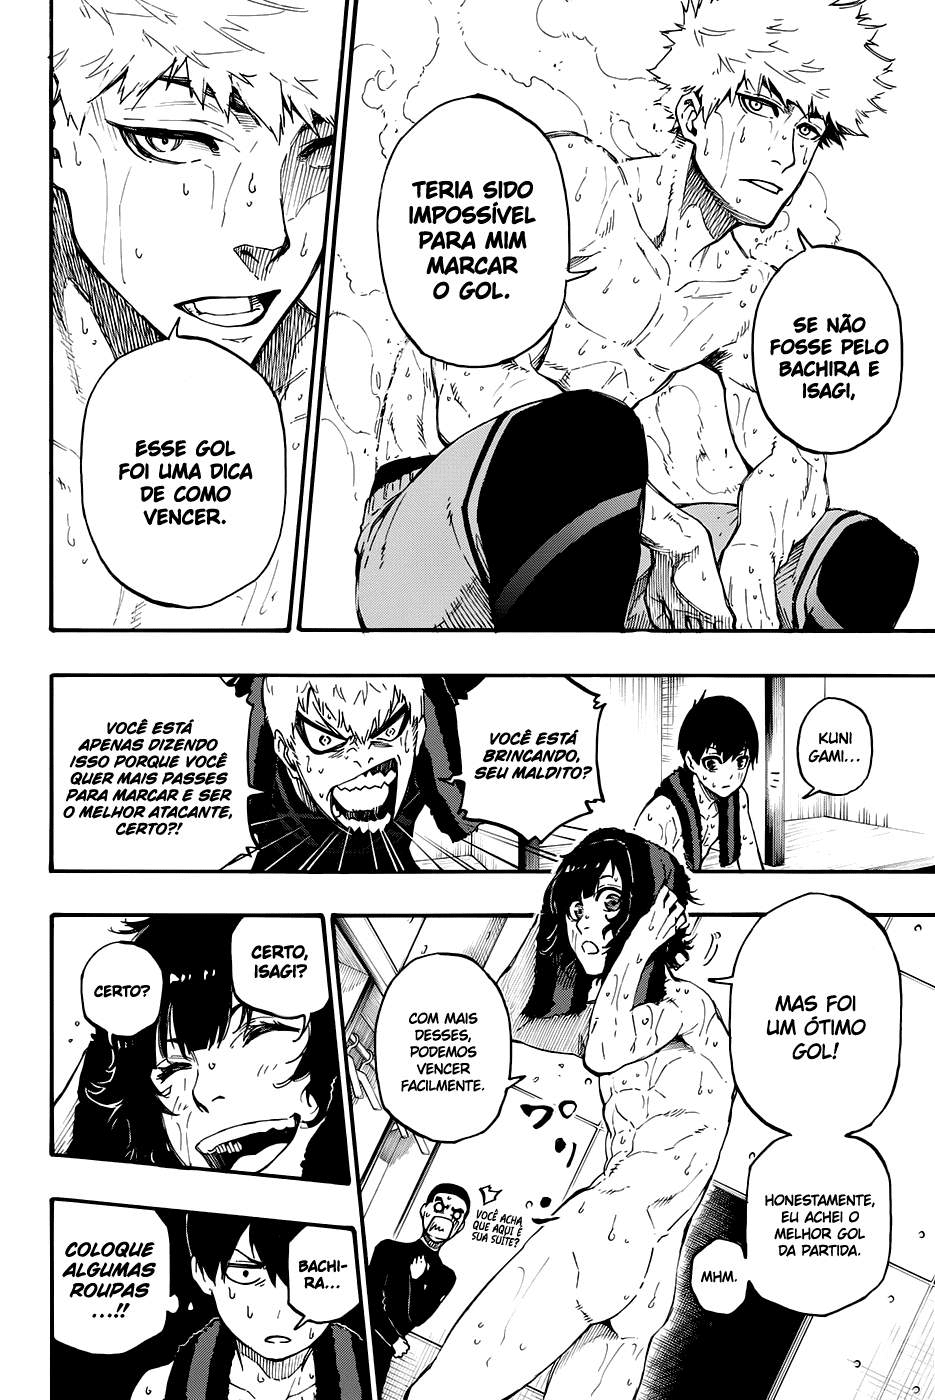 SE NÃO
FOSSE PELO
BACHIRA E
ISAGI,
TERIA SIDO
IMPOSSÍVEL
PARA MIM
MARCAR
O GOL.
ESSE GOL
FOI UMA DICA
DE COMO
VENCER.
KUNI
GAMI...
VOCÊ ESTÁ
BRINCANDO,
SEU MALDITO?
VOCÊ ESTÁ
APENAS DIZENDO
ISSO PORQUE VOCÊ
QUER MAIS PASSES
PARA MARCAR E SER
O MELHOR ATACANTE,
CERTO?!
MAS FOI
UM ÓTIMO
GOL!
HONESTAMENTE,
EU ACHEI O
MELHOR GOL
DA PARTIDA.
MHM.
COM MAIS
DESSES,
PODEMOS
VENCER
FACILMENTE.
プロン
VOCÊ ACHA
QUE AQUI É
SUA SUITE?
CERTO,
ISAGI?
CERTO?
BACHI-
RA...
COLOQUE
ALGUMAS
ROUPAS
...!!